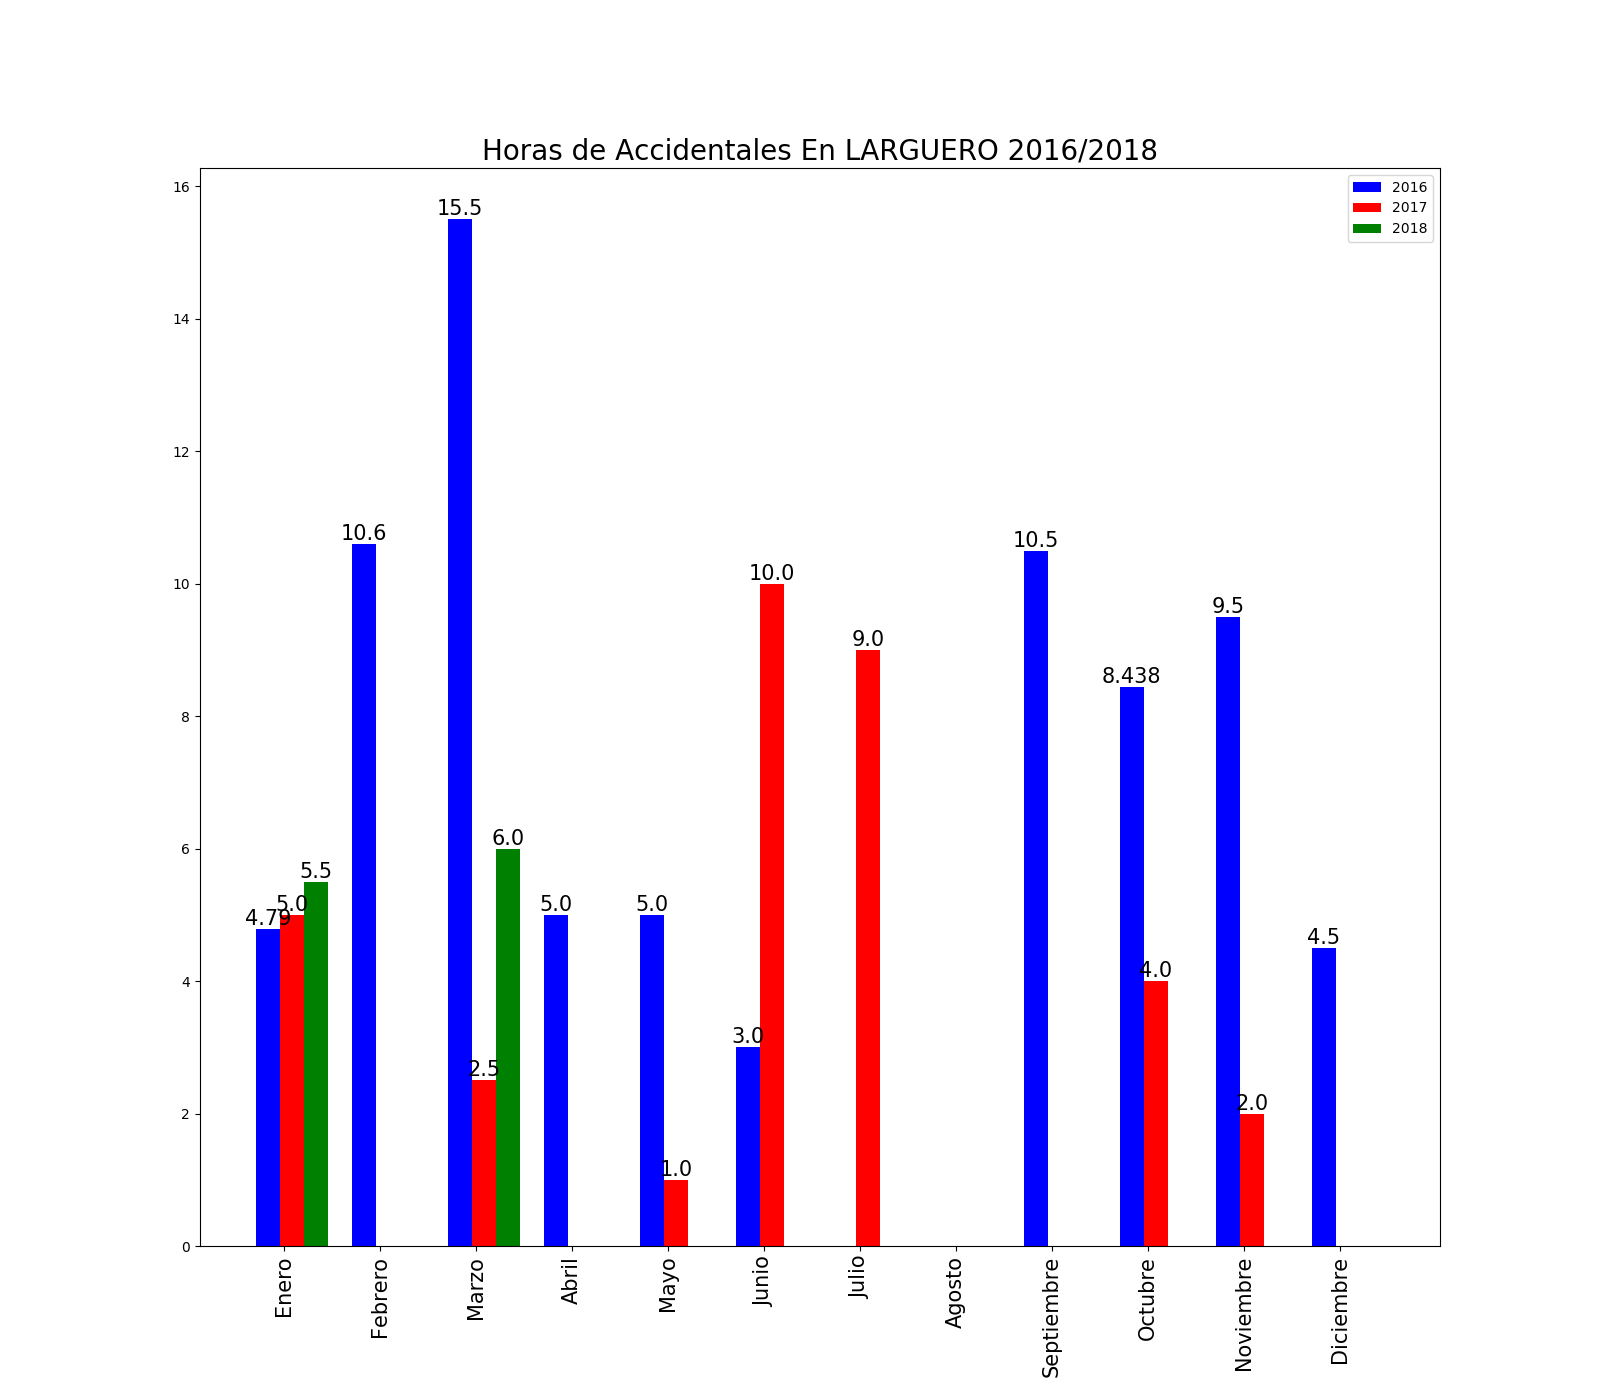 Horas de Accidentales En LARGUERO 2016/2018
16
14
12
10
8
6
4
2
0
2016
2017
2018
4.79
5.0
5.5
10.6
15.5
2.5
6.0
5.0
5.0
1.0
3.0
10.0
9.0
10.5
8.438
4.0
9.5
2.0
4.5
Enero
Febrero
Marzo
Abril
Mayo
Junio
Julio
Agosto
Septiembre
Octubre
Noviembre
Diciembre